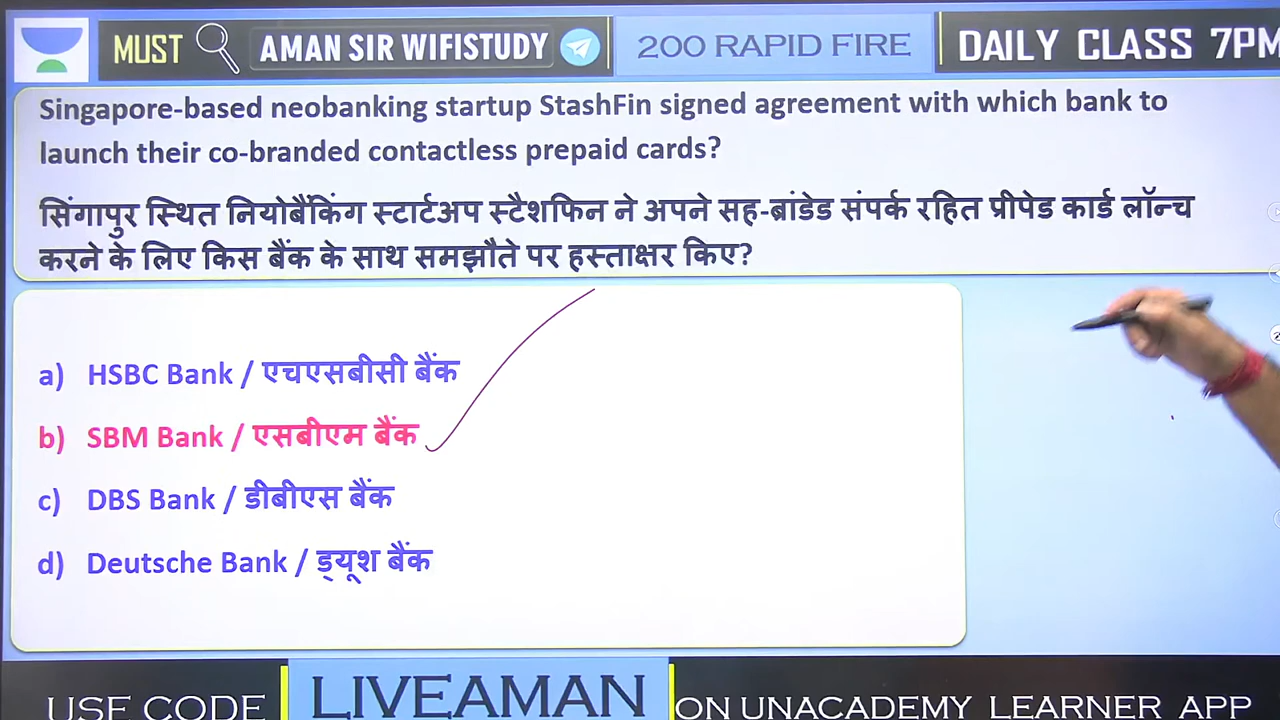 MUST AMAN SIR WIFISTUDY 200 RAPID FIRE DAILY CLASS 7PM
Singapore-based neobanking startup StashFin signed agreement with which bank to
launch their co-branded contactless prepaid cards?
सिंगापुर स्थित नियोबैंकिंग स्टार्टअप स्टैशफिन ने अपने सह-ब्रांडेड संपर्क रहित प्रीपेड कार्ड लॉन्च
करने के लिए किस बैंक के साथ समझौते पर हस्ताक्षर किए?
a) HSBC Bank / एचएसबीसी बैंक
b) SBM Bank / एसबीएम बैंक
c) DBS Bank / डीबीएस बैंक
d) Deutsche Bank / ड्यूश बैंक
USE CODE LIVEAMAN ON UNACADEMY LEARNER APP